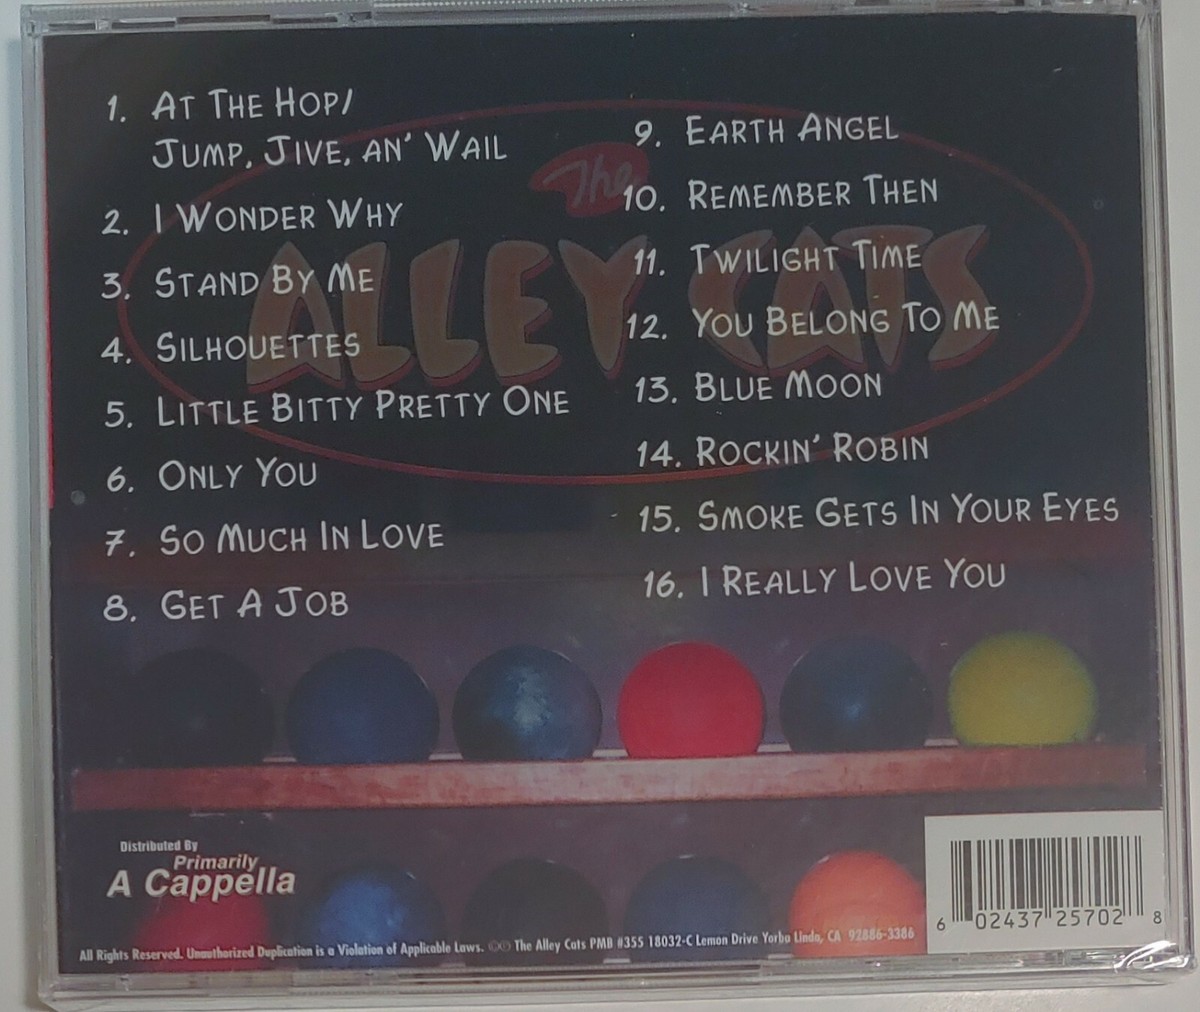 1. At The Hop/
Jump, Jive, an' Wail
2. I Wonder Why
3. Stand By Me
4. Silhouettes
5. Little Bitty Pretty One
6. Only You
7. So Much In Love
8. Get A Job
9. Earth Angel
10. Remember Then
11. Twilight Time
12. You Belong To Me
13. Blue Moon
14. Rockin' Robin
15. Smoke Gets In Your Eyes
16. I Really Love You
The
ALLEY CATS
Distributed By
Primarily
A Cappella
All Rights Reserved. Unauthorized Duplication is a Violation of Applicable Laws. ©℗ The Alley Cats PMB #355 18032-C Lemon Drive Yorba Linda, CA 92886-3386
6 02437 25702 8